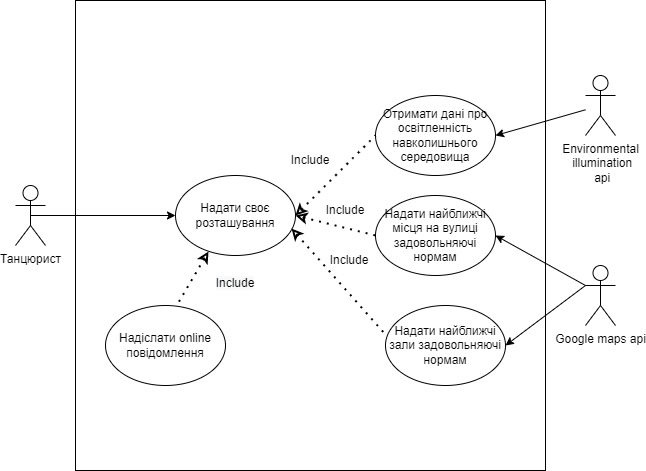 Отримати дані про
освітленність
навколишнього
середовища
Environmental
illumination
api
Include
Надати своє
розташування
Include
Надати найближчі
місця на вулиці
задовольняючі
нормам
Танцюрист
Include
Include
Надіслати online
повідомлення
Надати найближчі
зали задовольняючі
нормам
Google maps api